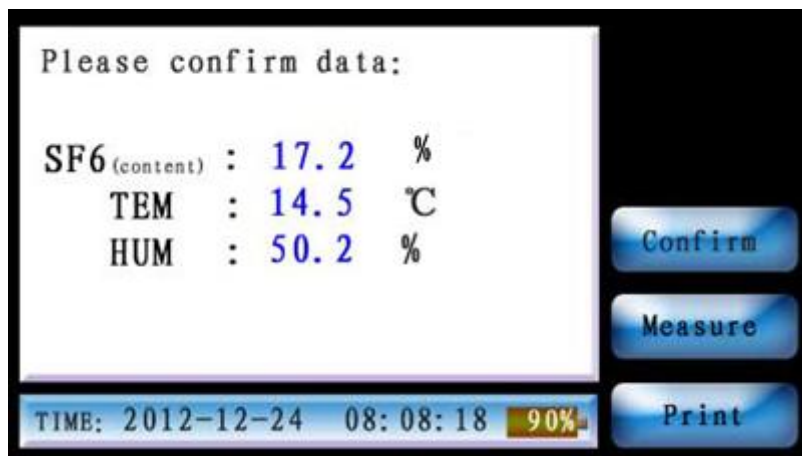 Please confirm data:
SF6(content) : 17.2 %
TEM : 14.5 ℃
HUM : 50.2 %
Confirm
Measure
Print
TIME: 2012-12-24 08:08:18 90%